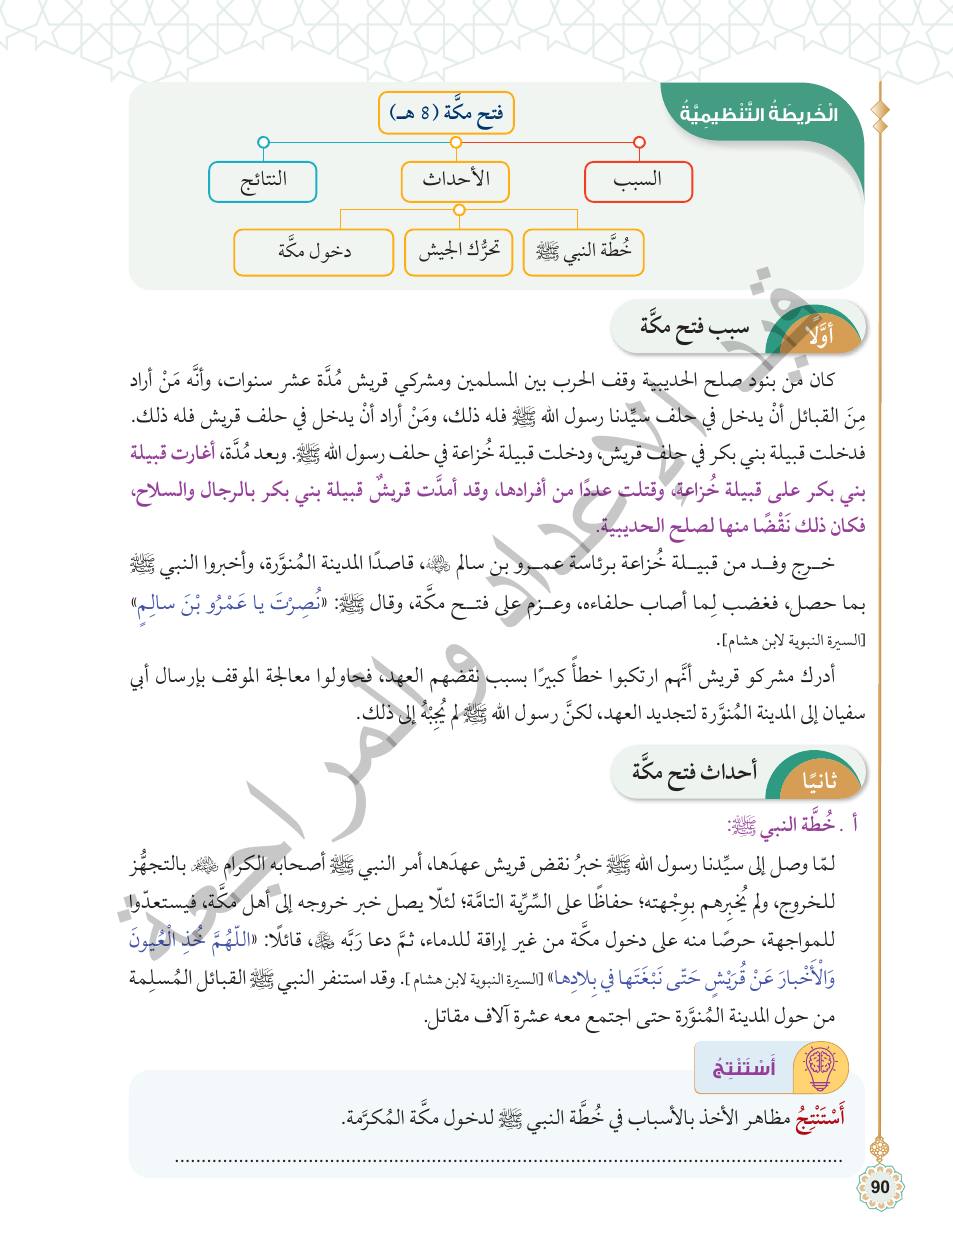 الْخَرِيطَةُ التَّنْظِيمِيَّةُ
فتح مكَّة (8 هـ)
السبب
الأحداث
النتائج
خُطَّة النبي ﷺ
تحرُّك الجيش
دخول مكَّة
أوَّلًا
سبب فتح مكَّة
كان من بنود صلح الحديبية وقف الحرب بين المسلمين ومشركي قريش مُدَّة عشر سنوات، وأنَّه مَنْ أراد
مِنَ القبائل أنْ يدخل في حلف سيِّدنا رسول الله ﷺ فله ذلك، ومَنْ أراد أنْ يدخل في حلف قريش فله ذلك.
فدخلت قبيلة بني بكر في حلف قريش، ودخلت قبيلة خُزاعة في حلف رسول الله ﷺ. وبعد مُدَّة، أغارت قبيلة
بني بكر على قبيلة خُزاعة، وقتلت عددًا من أفرادها، وقد أمدَّت قريشٌ قبيلة بني بكر بالرجال والسلاح،
فكان ذلك نَقْضًا منها لصلح الحديبية.
خرج وفد من قبيلة خُزاعة برئاسة عمرو بن سالم رضي الله عنه، قاصدًا المدينة المُنوَّرة، وأخبروا النبي ﷺ
بما حصل، فغضب لِما أصاب حلفاءه، وعزم على فتح مكَّة، وقال ﷺ: «نُصِرْتَ يا عَمْرُو بْنَ سالِمٍ»
[السيرة النبوية لابن هشام].
أدرك مشركو قريش أنَّهم ارتكبوا خطأً كبيرًا بسبب نقضهم العهد، فحاولوا معالجة الموقف بإرسال أبي
سفيان إلى المدينة المُنوَّرة لتجديد العهد، لكنَّ رسول الله ﷺ لم يُجِبْهُ إلى ذلك.
ثانيًا
أحداث فتح مكَّة
أ . خُطَّة النبي ﷺ:
لمّا وصل إلى سيِّدنا رسول الله ﷺ خبرُ نقض قريش عهدَها، أمر النبي ﷺ أصحابه الكرام رضي الله عنهم بالتجهُّز
للخروج، ولم يُخبِرهم بوِجْهته؛ حفاظًا على السِّرِّية التامَّة؛ لئلّا يصل خبر خروجه إلى أهل مكَّة، فيستعدّوا
للمواجهة، حرصًا منه على دخول مكَّة من غير إراقة للدماء، ثمَّ دعا رَبَّه ﷻ، قائلًا: «اللّهُمَّ خُذِ الْعُيونَ
وَالْأَخْبارَ عَنْ قُرَيْشٍ حَتّى نَبْغَتَها في بِلادِها» [السيرة النبوية لابن هشام]. وقد استنفر النبي ﷺ القبائل المُسلِمة
من حول المدينة المُنوَّرة حتى اجتمع معه عشرة آلاف مقاتل.
أَسْتَنْتِجُ
أَسْتَنْتِجُ مظاهر الأخذ بالأسباب في خُطَّة النبي ﷺ لدخول مكَّة المُكرَّمة.
90
قيد الإعداد والمراجعة